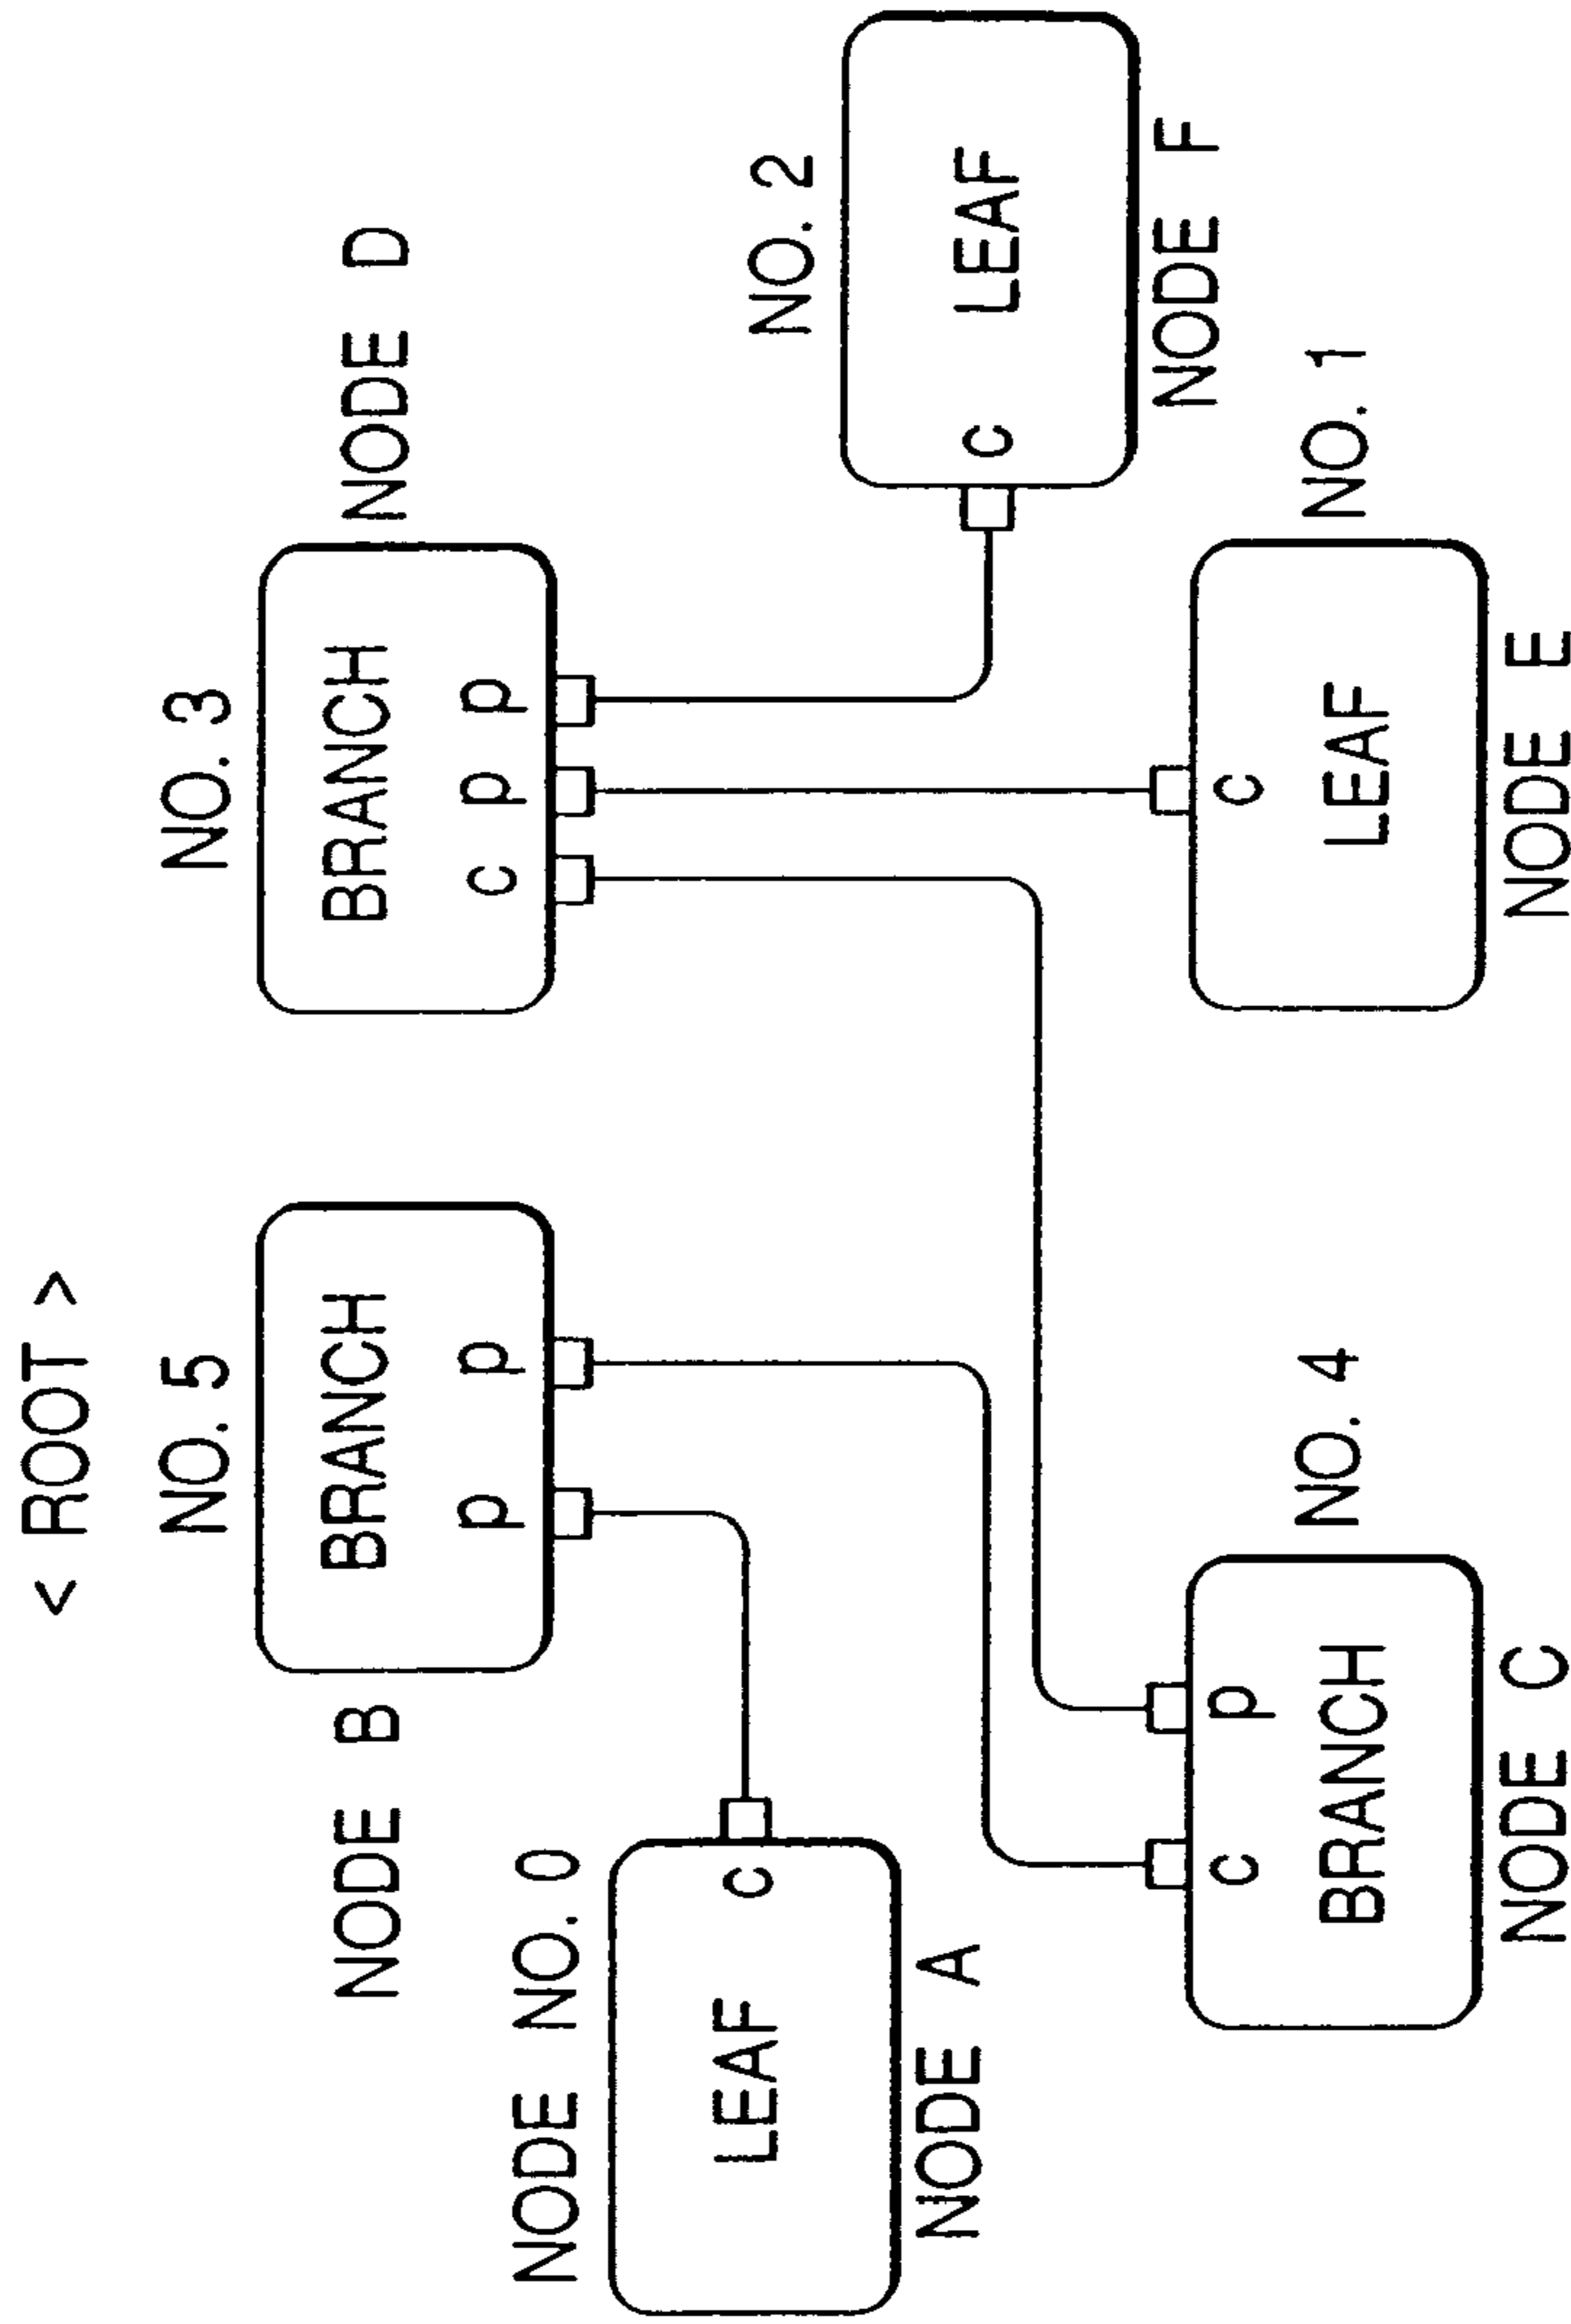 < ROOT >
NO. 5
NO. 3
NODE B
BRANCH
p p
BRANCH
c p p
NODE D
NODE NO. 0
LEAF
c
NODE A
NO. 2
c
LEAF
NODE F
NO. 4
c p
BRANCH
NODE C
NO. 1
c
LEAF
NODE E